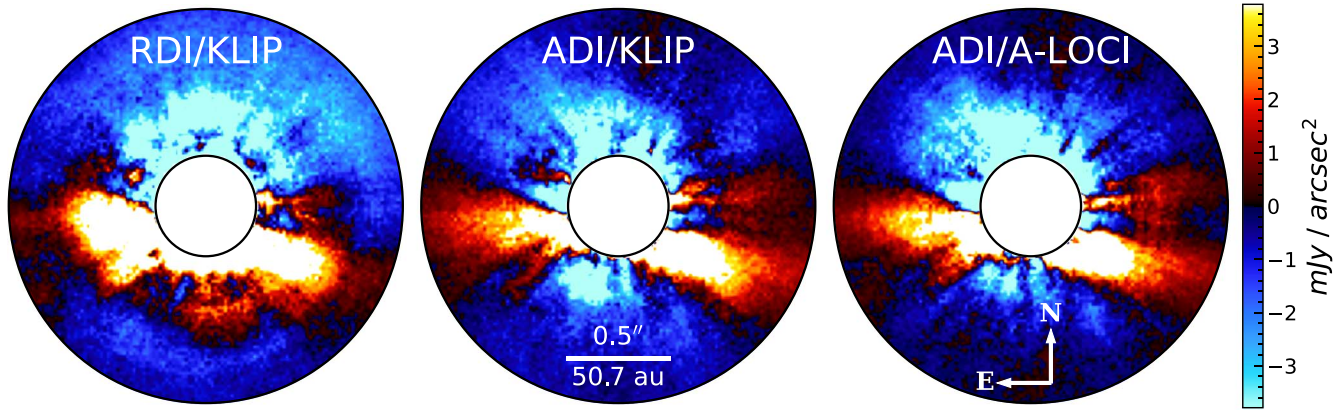 RDI/KLIP
ADI/KLIP
ADI/A-LOCI
0.5″
50.7 au
N
E
3
2
1
0
−1
−2
−3
mJy / arcsec²